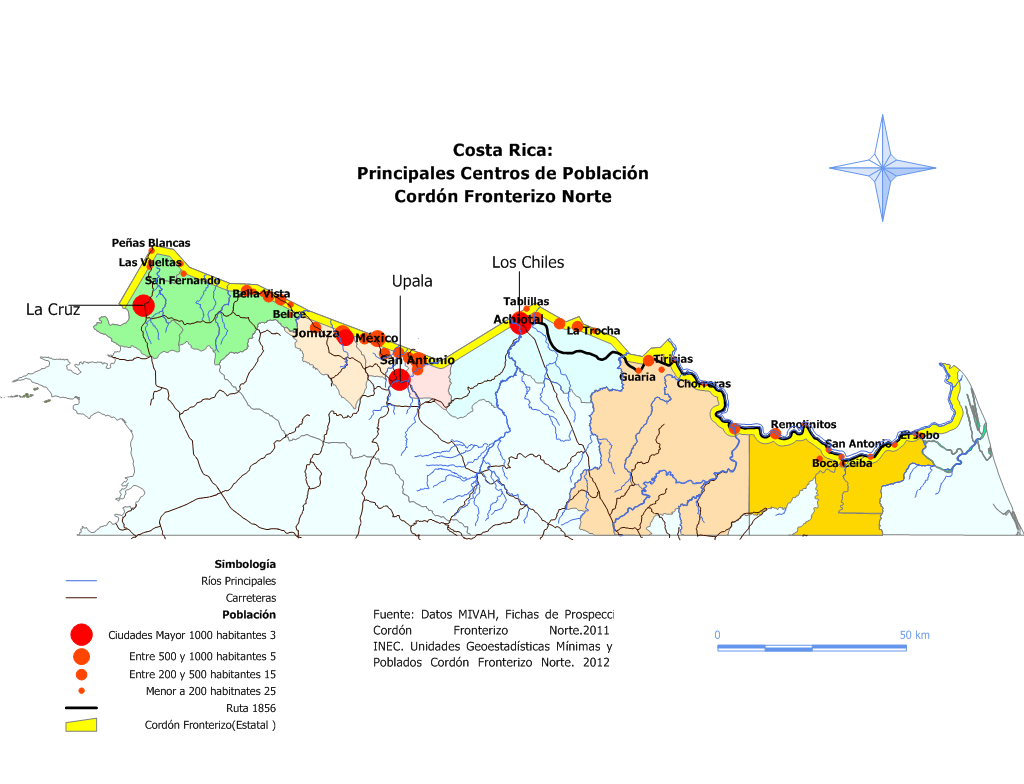 Costa Rica:
Principales Centros de Población
Cordón Fronterizo Norte
Peñas Blancas
Las Vueltas
San Fernando
La Cruz
Bella Vista
Belice
Jomuza
México
Upala
San Antonio
Los Chiles
Tablillas
Achiotal
La Trocha
Tiricias
Guaria
Chorreras
Remolinitos
San Antonio
El Jobo
Boca Ceiba
Simbología
Ríos Principales
Carreteras
Población
Ciudades Mayor 1000 habitantes 3
Entre 500 y 1000 habitantes 5
Entre 200 y 500 habitantes 15
Menor a 200 habitnates 25
Ruta 1856
Cordón Fronterizo(Estatal )
Fuente: Datos MIVAH, Fichas de Prospecci
Cordón Fronterizo Norte.2011
INEC. Unidades Geoestadísticas Mínimas y
Poblados Cordón Fronterizo Norte. 2012
0 50 km